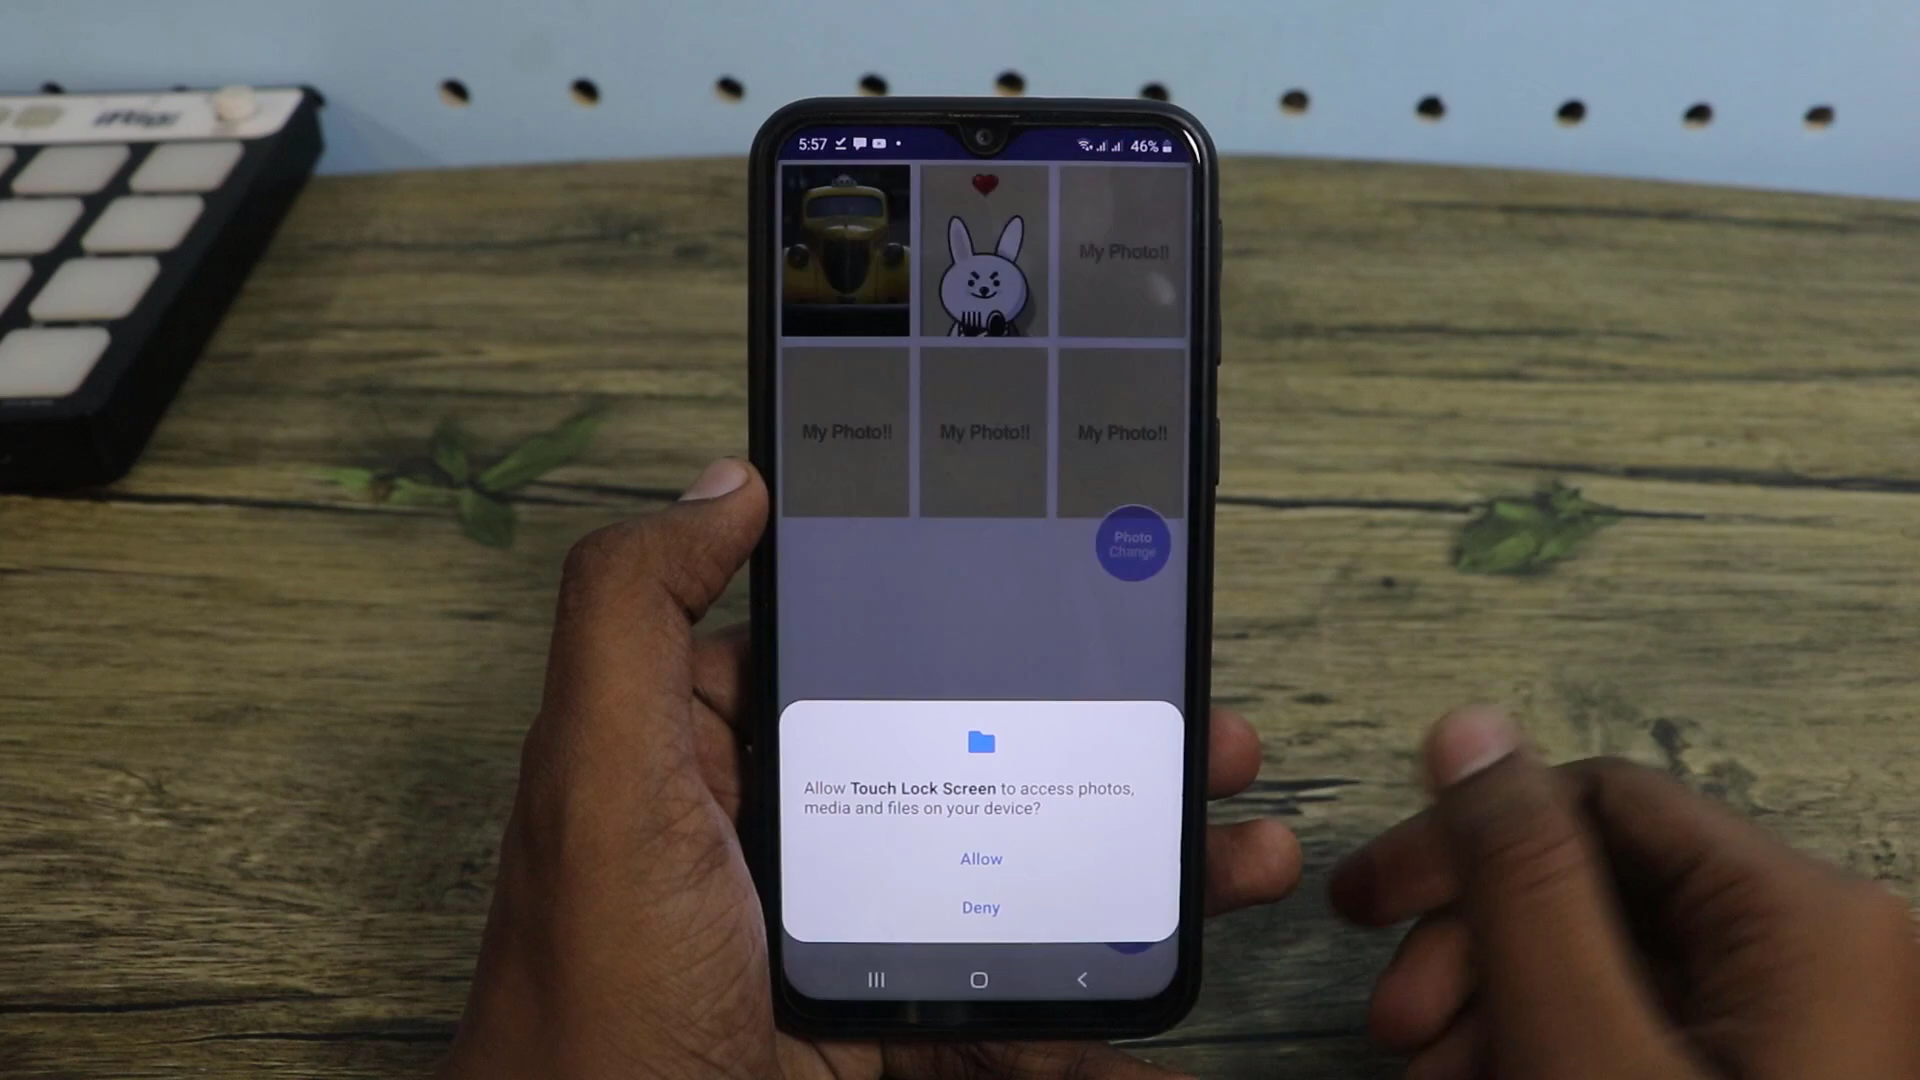 5:57
46%
My Photo!!
My Photo!!
My Photo!!
My Photo!!
Photo
Change
Allow Touch Lock Screen to access photos,
media and files on your device?
Allow
Deny